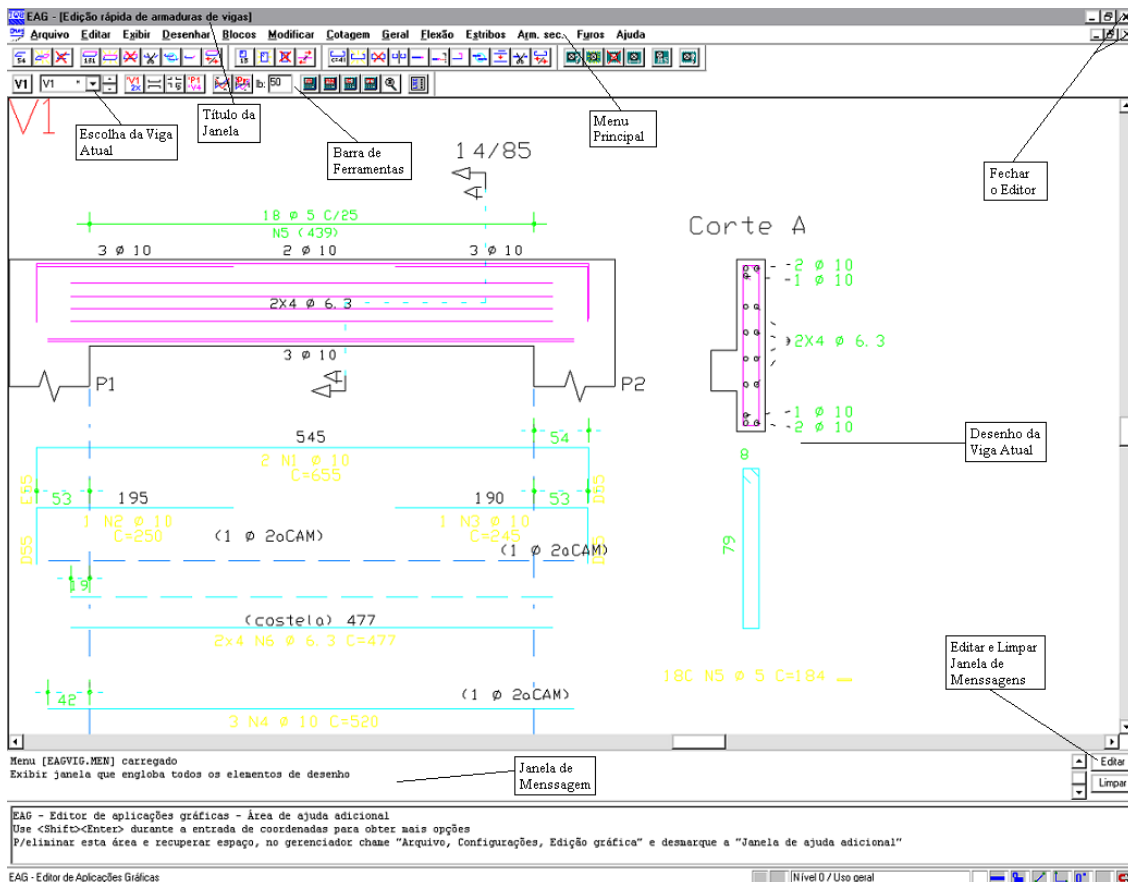 EAG - [Edição rápida de armaduras de vigas]
Arquivo Editar Exibir Desenhar Blocos Modificar Cotagem Geral Flexão Estribos Arm. sec. Furos Ajuda
V1 V1 lb: 50
Título da
Janela
Escolha da Viga
Atual
Barra de
Ferramentas
Menu
Principal
Fechar
o Editor
V1
14/85
18 ø 5 C/25
N5 (439)
3 ø 10 2 ø 10 3 ø 10
2X4 ø 6.3
3 ø 10
P1 P2
Corte A
2 ø 10
1 ø 10
2X4 ø 6.3
1 ø 10
2 ø 10
Desenho da
Viga Atual
545 54
2 N1 ø 10
C=655
53 195 190 53
1 N2 ø 10 1 N3 ø 10
C=250 C=245
D55
(1 ø 2aCAM)
(1 ø 2aCAM)
19
(costela) 477
2x4 N6 ø 6.3 C=477
42 (1 ø 2aCAM)
3 N4 ø 10 C=520
8
79
18C N5 ø 5 C=184
Editar e Limpar
Janela de
Menssagens
Menu [EAGVIG.MEN] carregado
Exibir janela que engloba todos os elementos de desenho
Janela de
Menssagem
Editar
Limpar
EAG - Editor de aplicações gráficas - Área de ajuda adicional
Use <Shift><Enter> durante a entrada de coordenadas para obter mais opções
P/eliminar esta área e recuperar espaço, no gerenciador chame "Arquivo, Configurações, Edição gráfica" e desmarque a "Janela de ajuda adicional"
EAG - Editor de Aplicações Gráficas Nível 0 / Uso geral